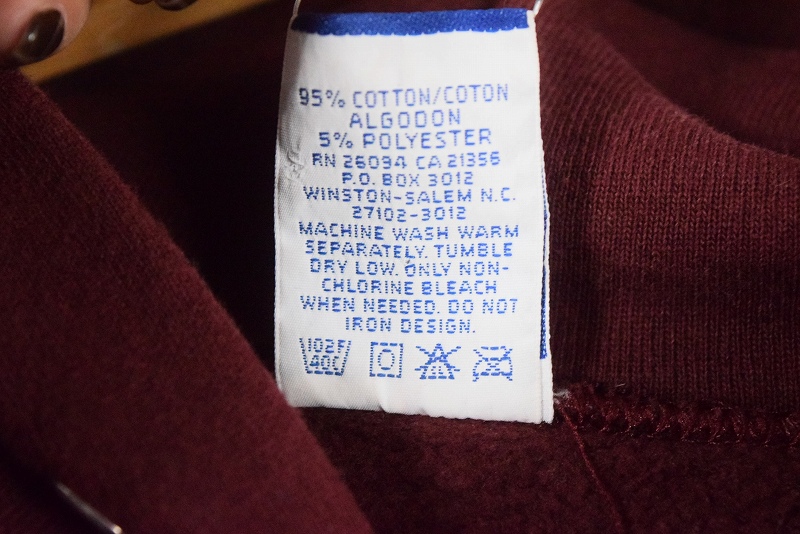 95% COTTON/COTON
ALGODON
5% POLYESTER
RN 26094 CA 21356
P.O. BOX 3012
WINSTON-SALEM N.C.
27102-3012
MACHINE WASH WARM
SEPARATELY. TUMBLE
DRY LOW. ONLY NON-
CHLORINE BLEACH
WHEN NEEDED. DO NOT
IRON DESIGN.
102F
40C